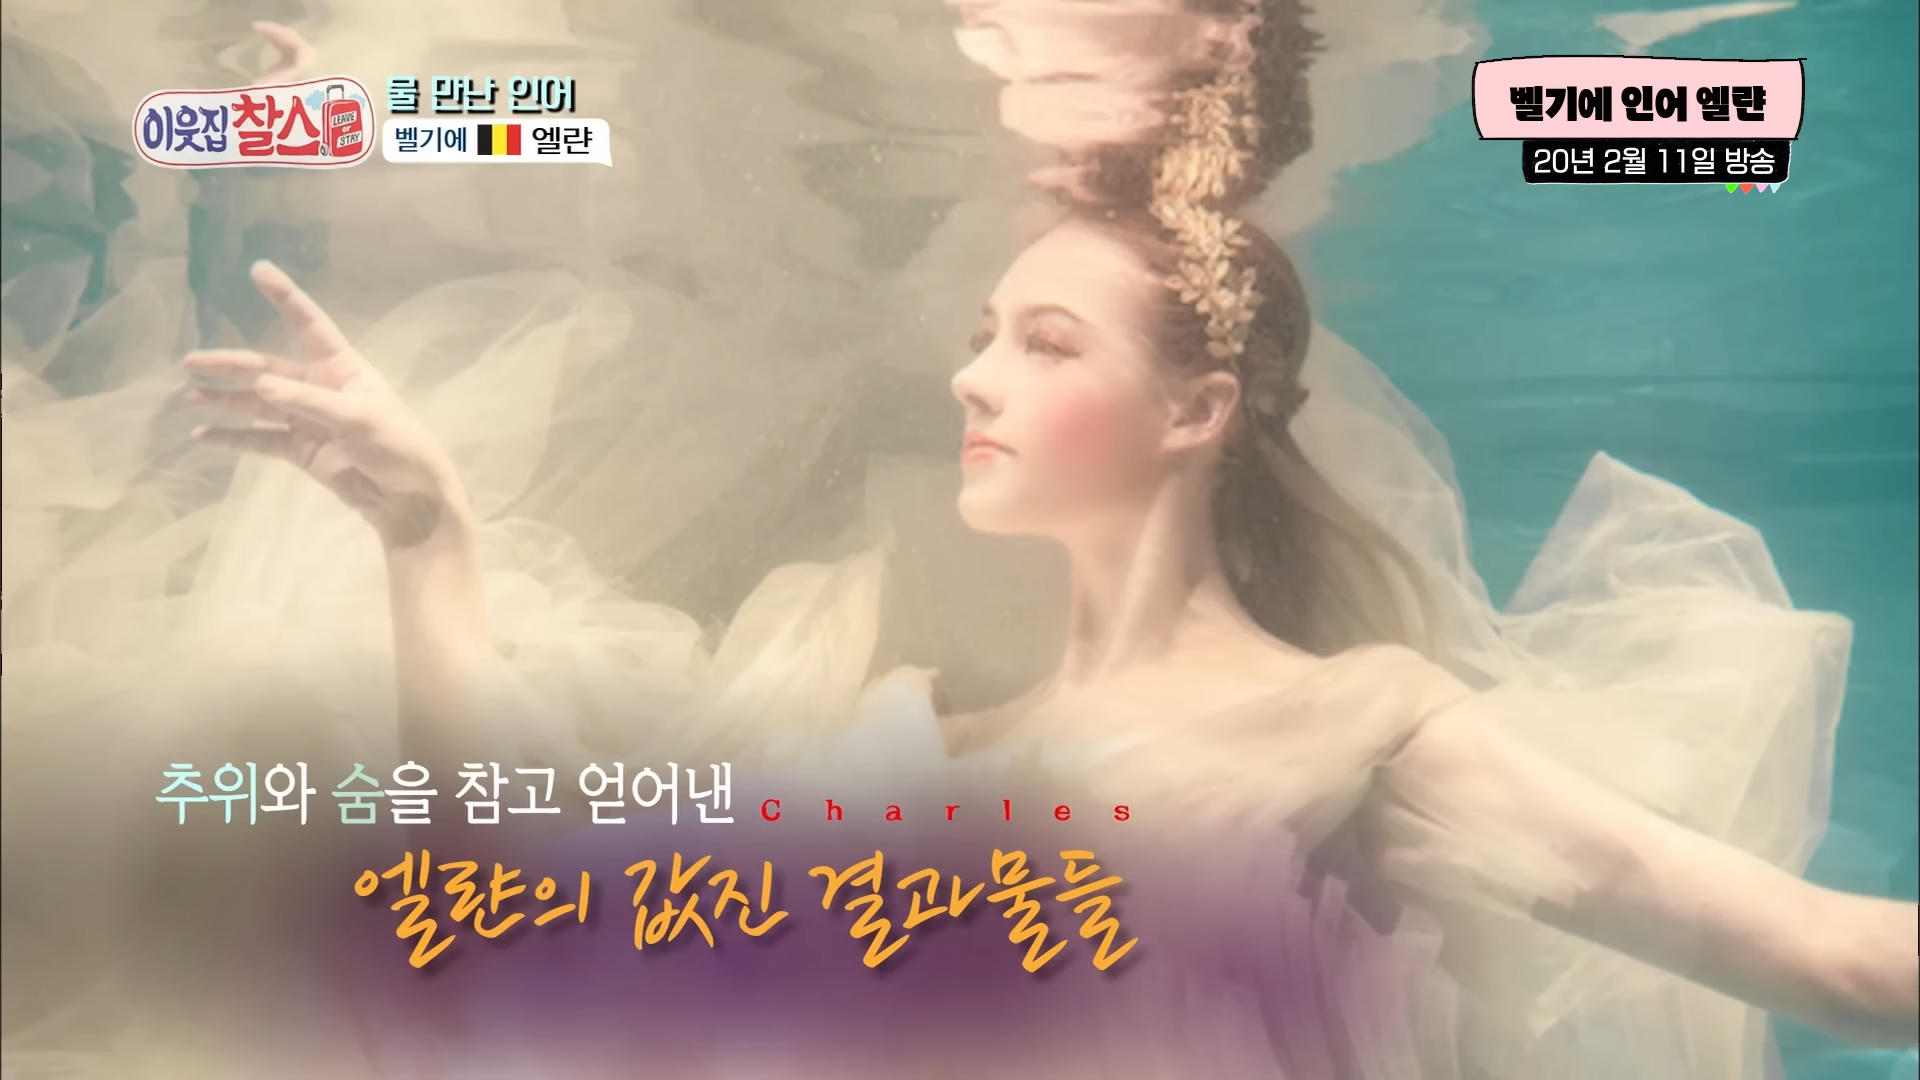 이웃집 찰스
LEAVE
or
STAY
물 만난 인어
벨기에 엘랸
벨기에 인어 엘랸
20년 2월 11일 방송
추위와 숨을 참고 얻어낸
Charles
엘랸의 값진 결과물들